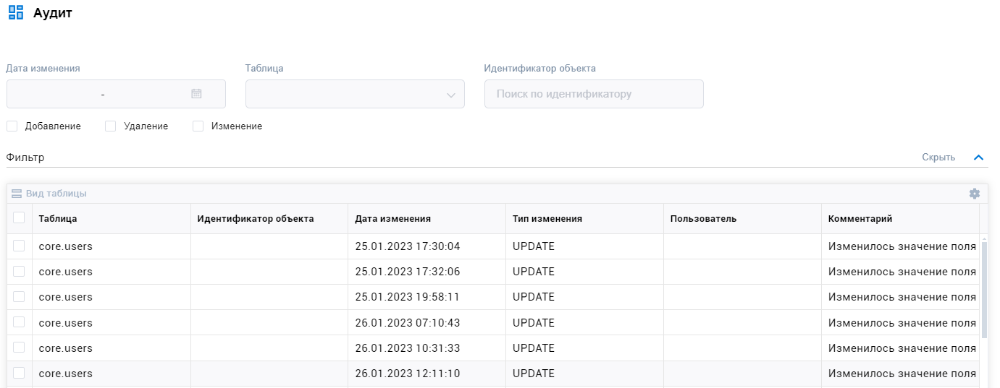 Аудит
Дата изменения Таблица Идентификатор объекта
- Поиск по идентификатору
Добавление Удаление Изменение
Фильтр Скрыть
Вид таблицы
Таблица Идентификатор объекта Дата изменения Тип изменения Пользователь Комментарий
core.users 25.01.2023 17:30:04 UPDATE Изменилось значение поля
core.users 25.01.2023 17:32:06 UPDATE Изменилось значение поля
core.users 25.01.2023 19:58:11 UPDATE Изменилось значение поля
core.users 26.01.2023 07:10:43 UPDATE Изменилось значение поля
core.users 26.01.2023 10:31:33 UPDATE Изменилось значение поля
core.users 26.01.2023 12:11:10 UPDATE Изменилось значение поля